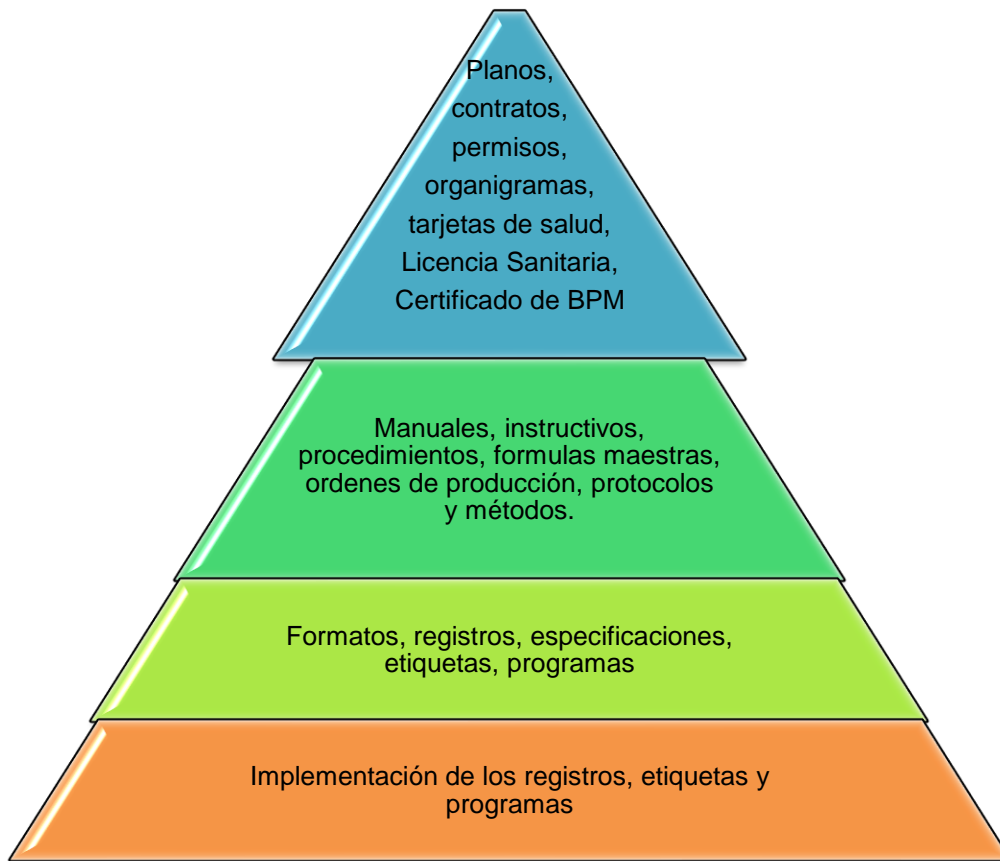 Planos,
contratos,
permisos,
organigramas,
tarjetas de salud,
Licencia Sanitaria,
Certificado de BPM
Manuales, instructivos,
procedimientos, formulas maestras,
ordenes de producción, protocolos
y métodos.
Formatos, registros, especificaciones,
etiquetas, programas
Implementación de los registros, etiquetas y
programas